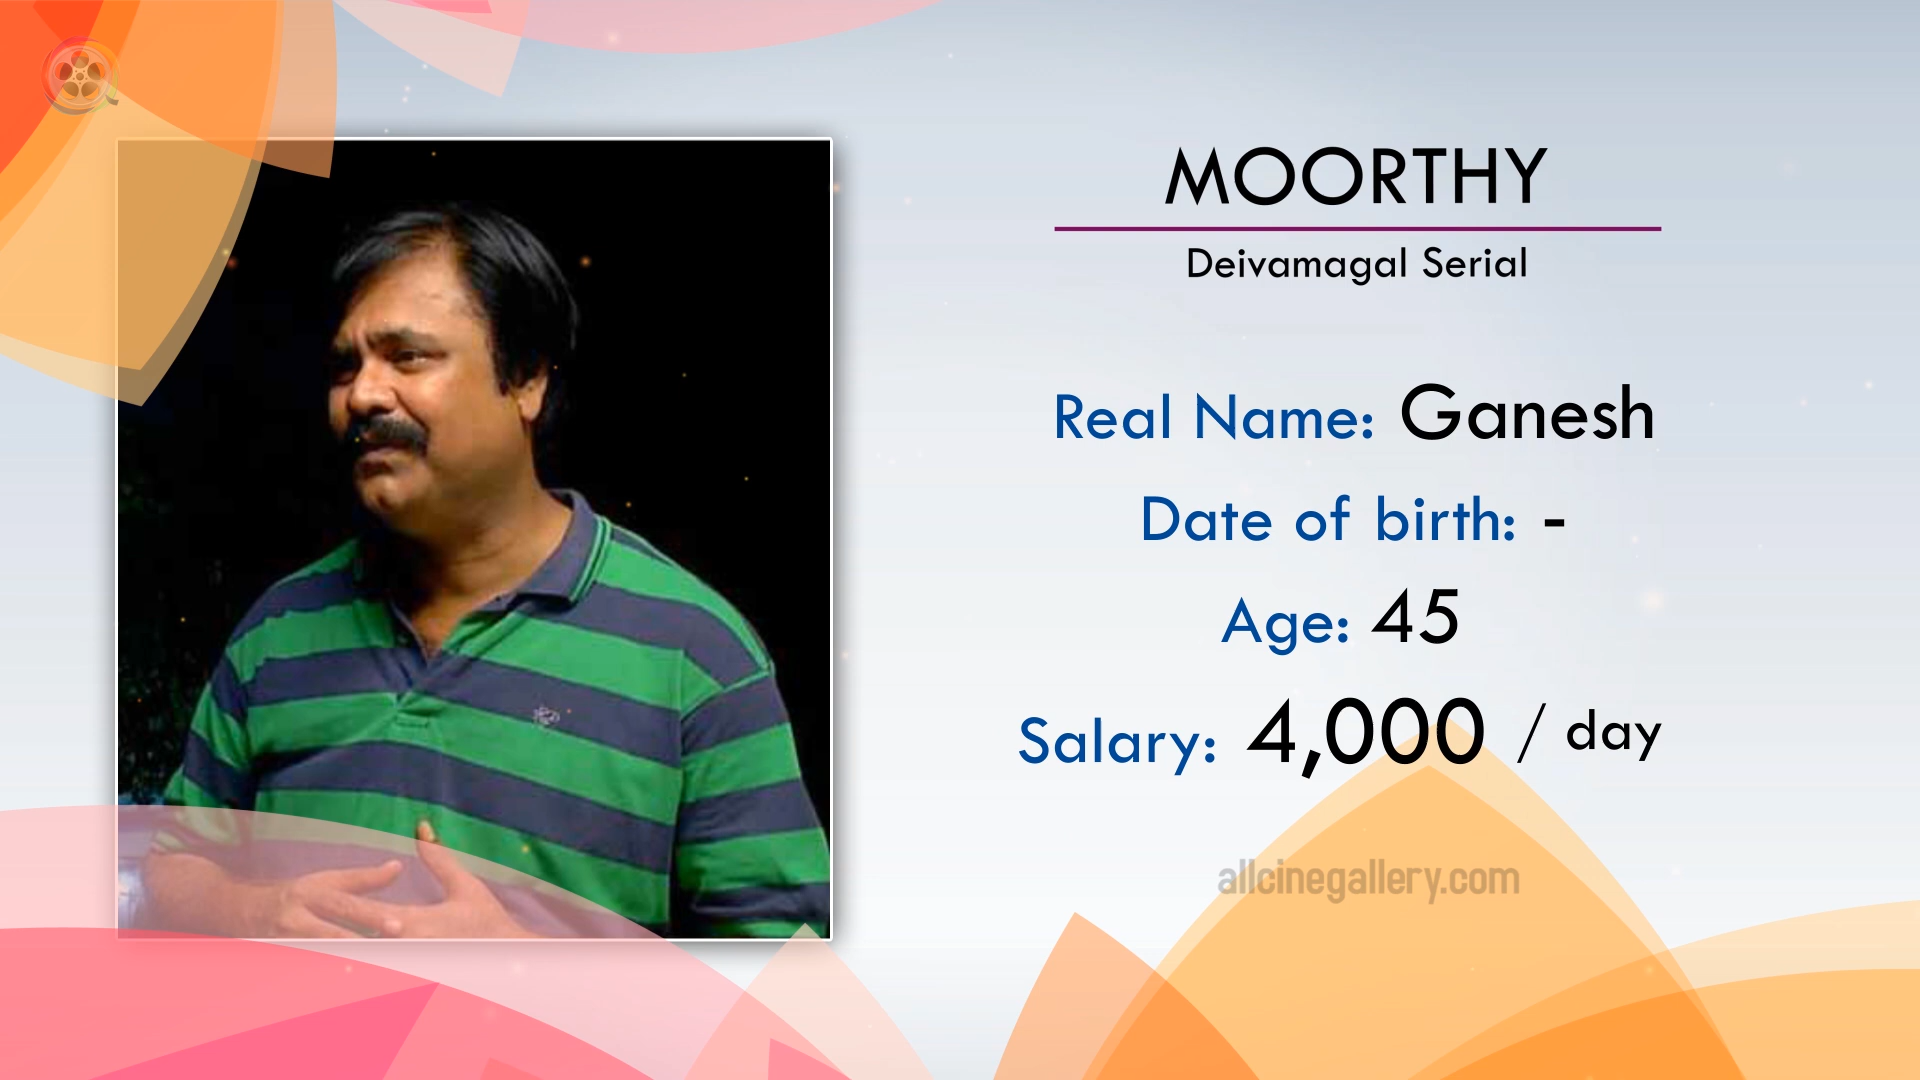 MOORTHY
Deivamagal Serial
Real Name: Ganesh
Date of birth: -
Age: 45
Salary: 4,000 / day
allcinegallery.com